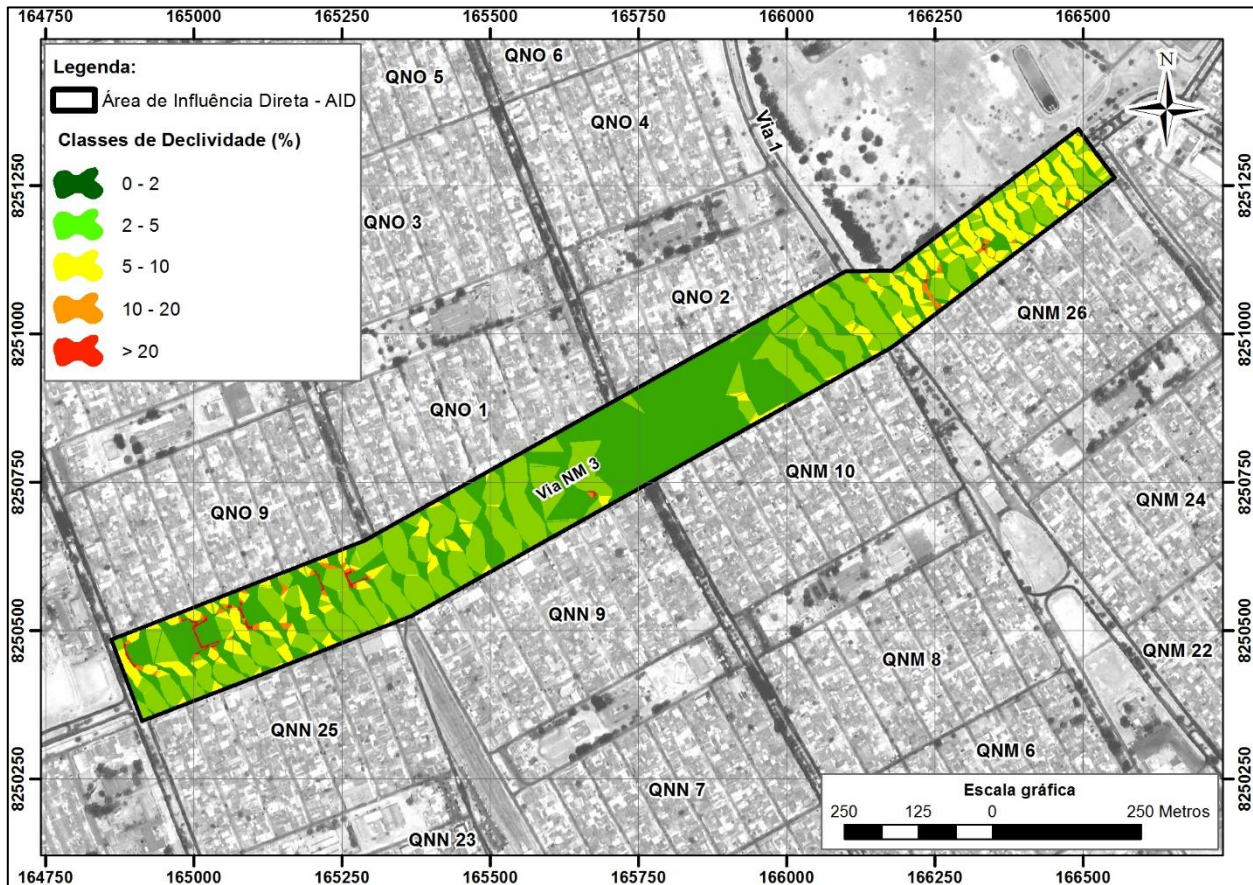 164750 165000 165250 165500 165750 166000 166250 166500
Legenda:
Área de Influência Direta - AID
Classes de Declividade (%)
0 - 2
2 - 5
5 - 10
10 - 20
> 20
QNO 6
QNO 5
QNO 4
Via 1
N
QNO 3
QNO 2
QNM 26
QNO 1
Via NM 3
QNM 10
QNM 24
QNO 9
QNN 9
QNM 8
QNM 22
QNN 25
QNM 6
QNN 7
QNN 23
Escala gráfica
250 125 0 250 Metros
8251250
8251000
8250750
8250500
8250250
8251250
8251000
8250750
8250500
8250250
164750 165000 165250 165500 165750 166000 166250 166500